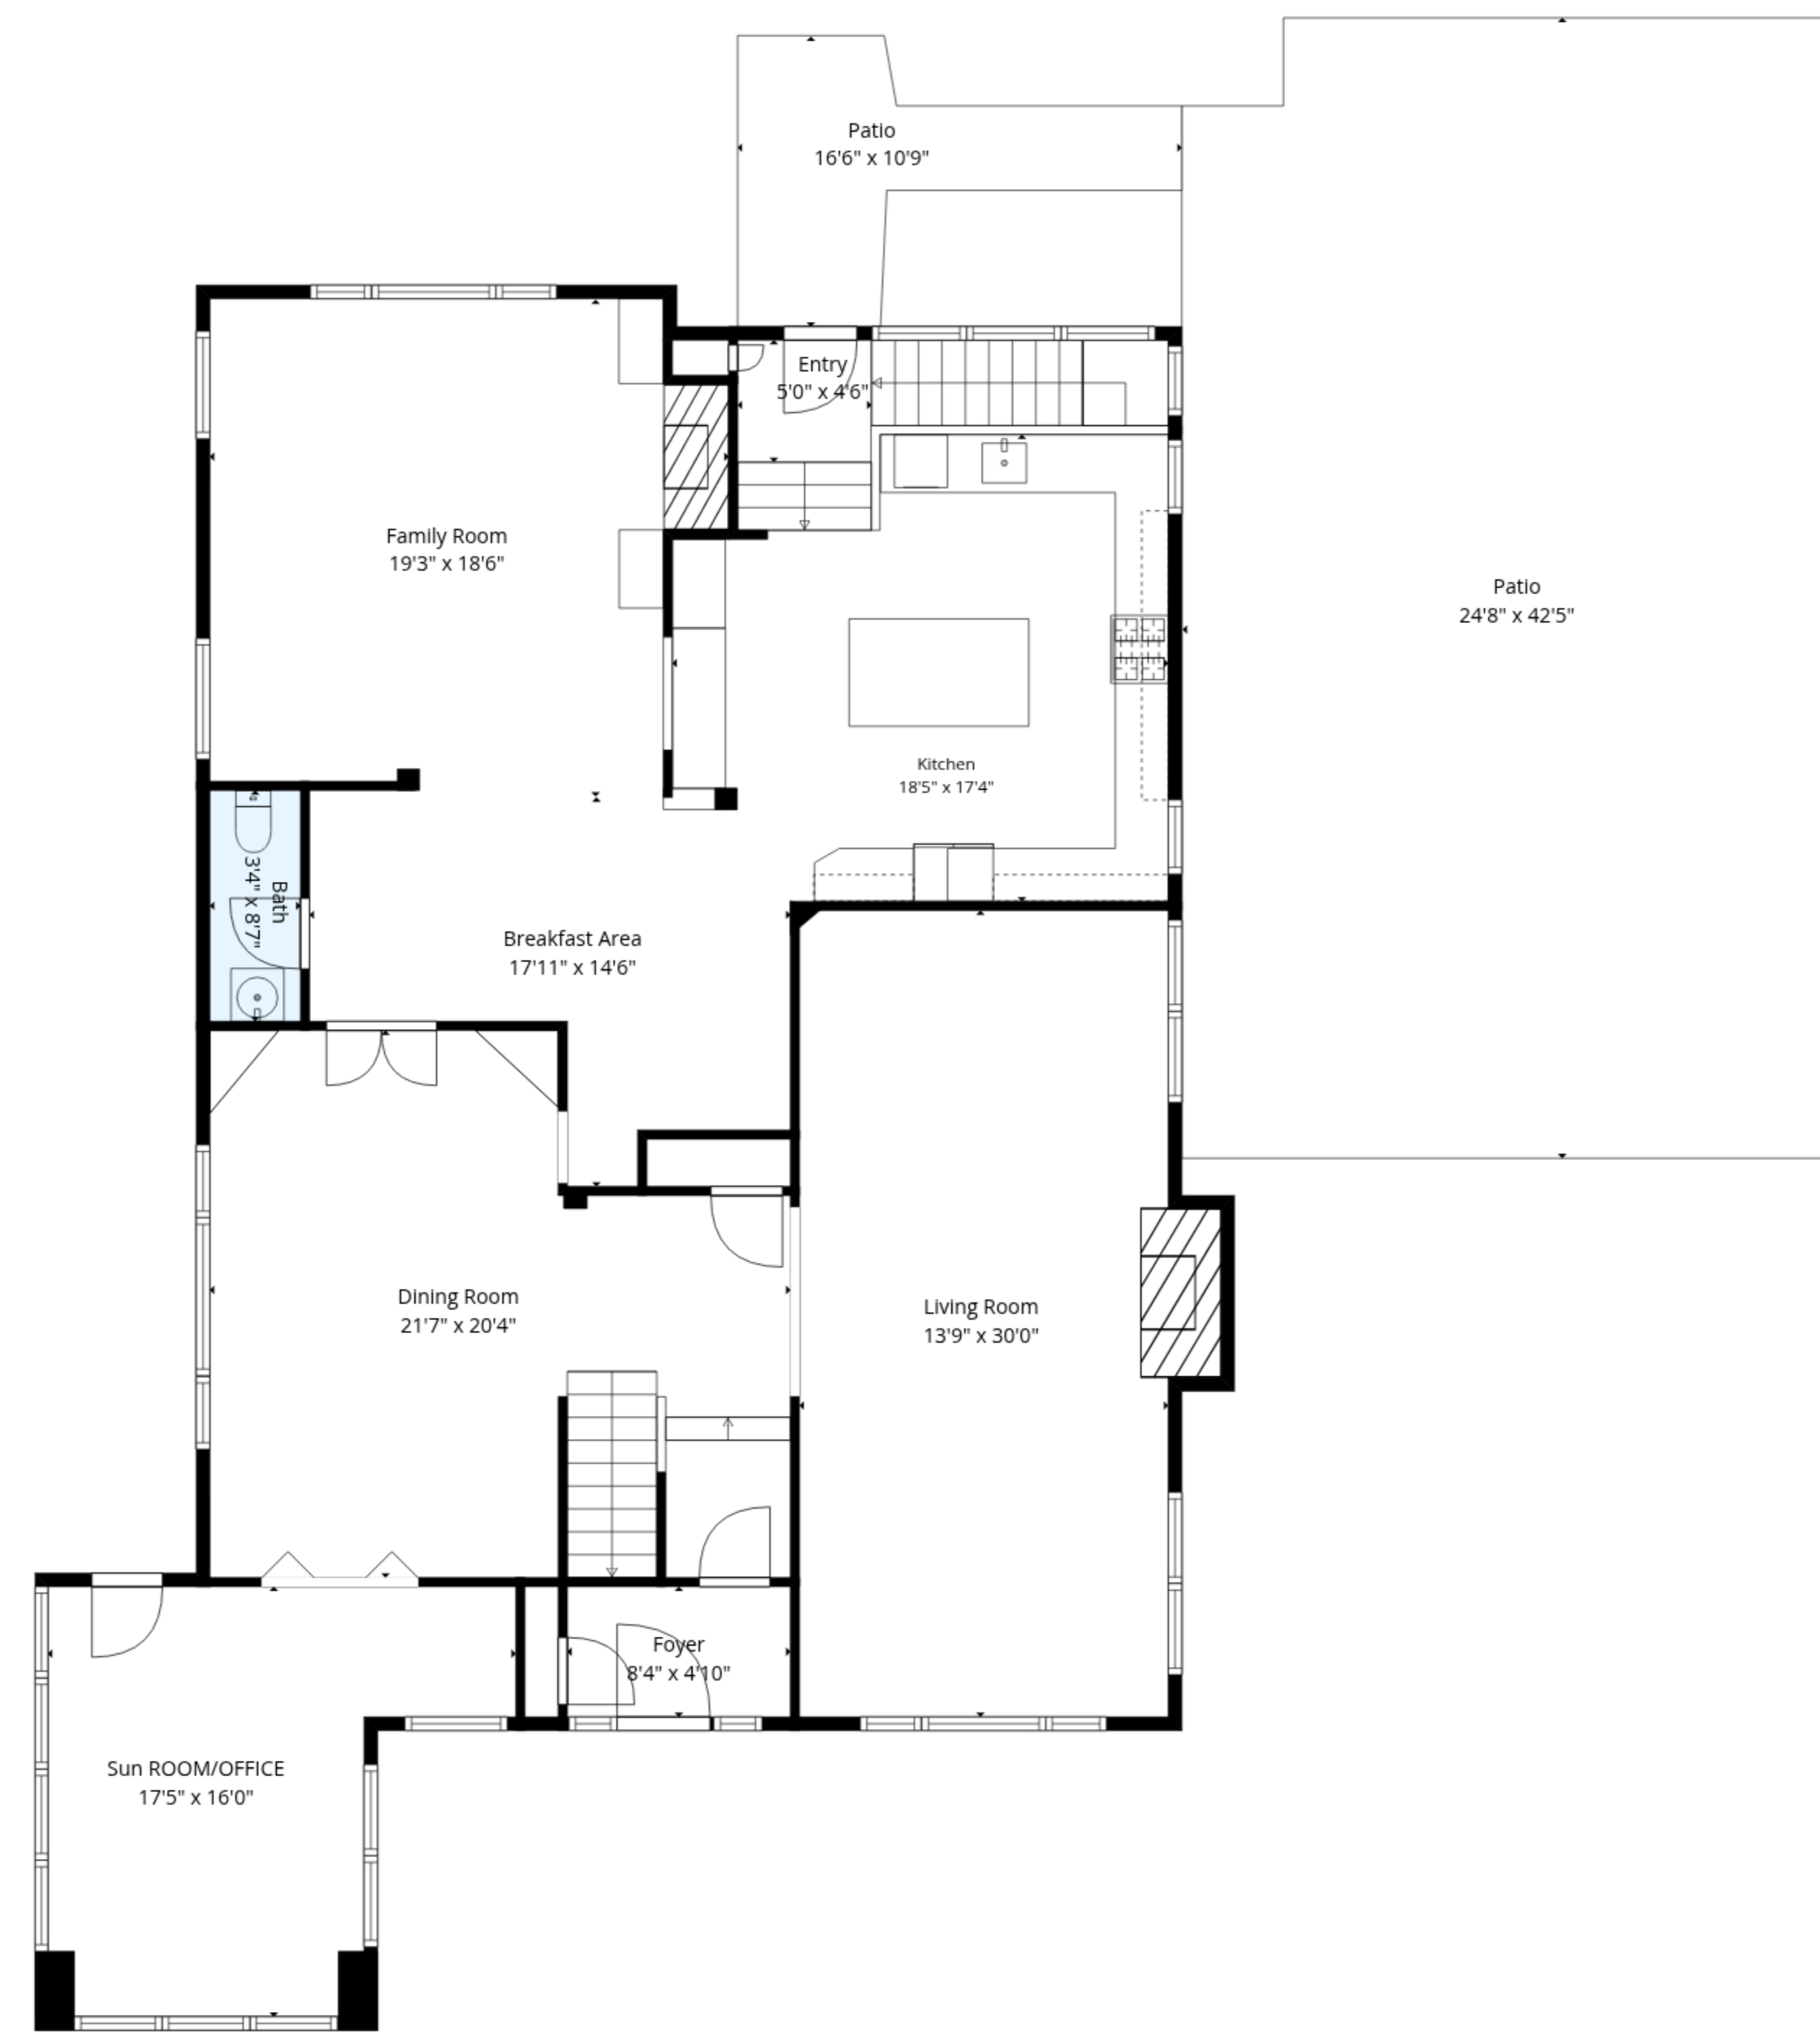 Patio
16'6" x 10'9"
Entry
5'0" x 4'6"
Family Room
19'3" x 18'6"
Patio
24'8" x 42'5"
Kitchen
18'5" x 17'4"
Bath
3'4" x 8'7"
Breakfast Area
17'11" x 14'6"
Dining Room
21'7" x 20'4"
Living Room
13'9" x 30'0"
Foyer
8'4" x 4'10"
Sun ROOM/OFFICE
17'5" x 16'0"